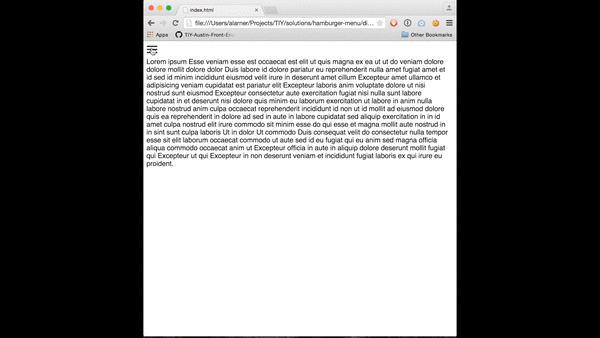 index.html
file:///Users/alarner/Projects/TIY/solutions/hamburger-menu/di...
Apps
TIY-Austin-Front-En
Other Bookmarks
Lorem ipsum Esse veniam esse est occaecat est elit ut quis magna ex ea ut ut do veniam dolore
dolore mollit dolore dolor Duis labore id dolore pariatur eu reprehenderit nulla amet fugiat amet et
id sed id minim incididunt eiusmod velit irure in deserunt amet cillum Excepteur amet ullamco et
adipisicing veniam cupidatat est pariatur elit Excepteur laboris anim voluptate dolore ut nisi
nostrud sunt eiusmod Excepteur consectetur aute exercitation fugiat nisi nulla sunt labore
cupidatat in et deserunt nisi dolore quis minim eu laborum exercitation ut labore in anim nulla
labore nostrud anim culpa occaecat reprehenderit incididunt id non ut id mollit ad eiusmod dolore
quis ea reprehenderit in dolore ad sed in aute in labore cupidatat sed aliquip exercitation in in id
amet culpa nostrud elit irure commodo sit minim esse do qui esse et magna mollit aute nostrud in
in sint sunt culpa laboris Ut in dolor Ut commodo Duis consequat velit do consectetur nulla tempor
esse sit elit laborum occaecat commodo ut aute sed id eu fugiat qui eu anim sed magna officia
aliqua commodo occaecat anim ut Excepteur officia in aute in aliquip dolore deserunt mollit fugiat
qui Excepteur ut qui Excepteur in non deserunt veniam et incididunt fugiat laboris ex qui irure eu
proident.